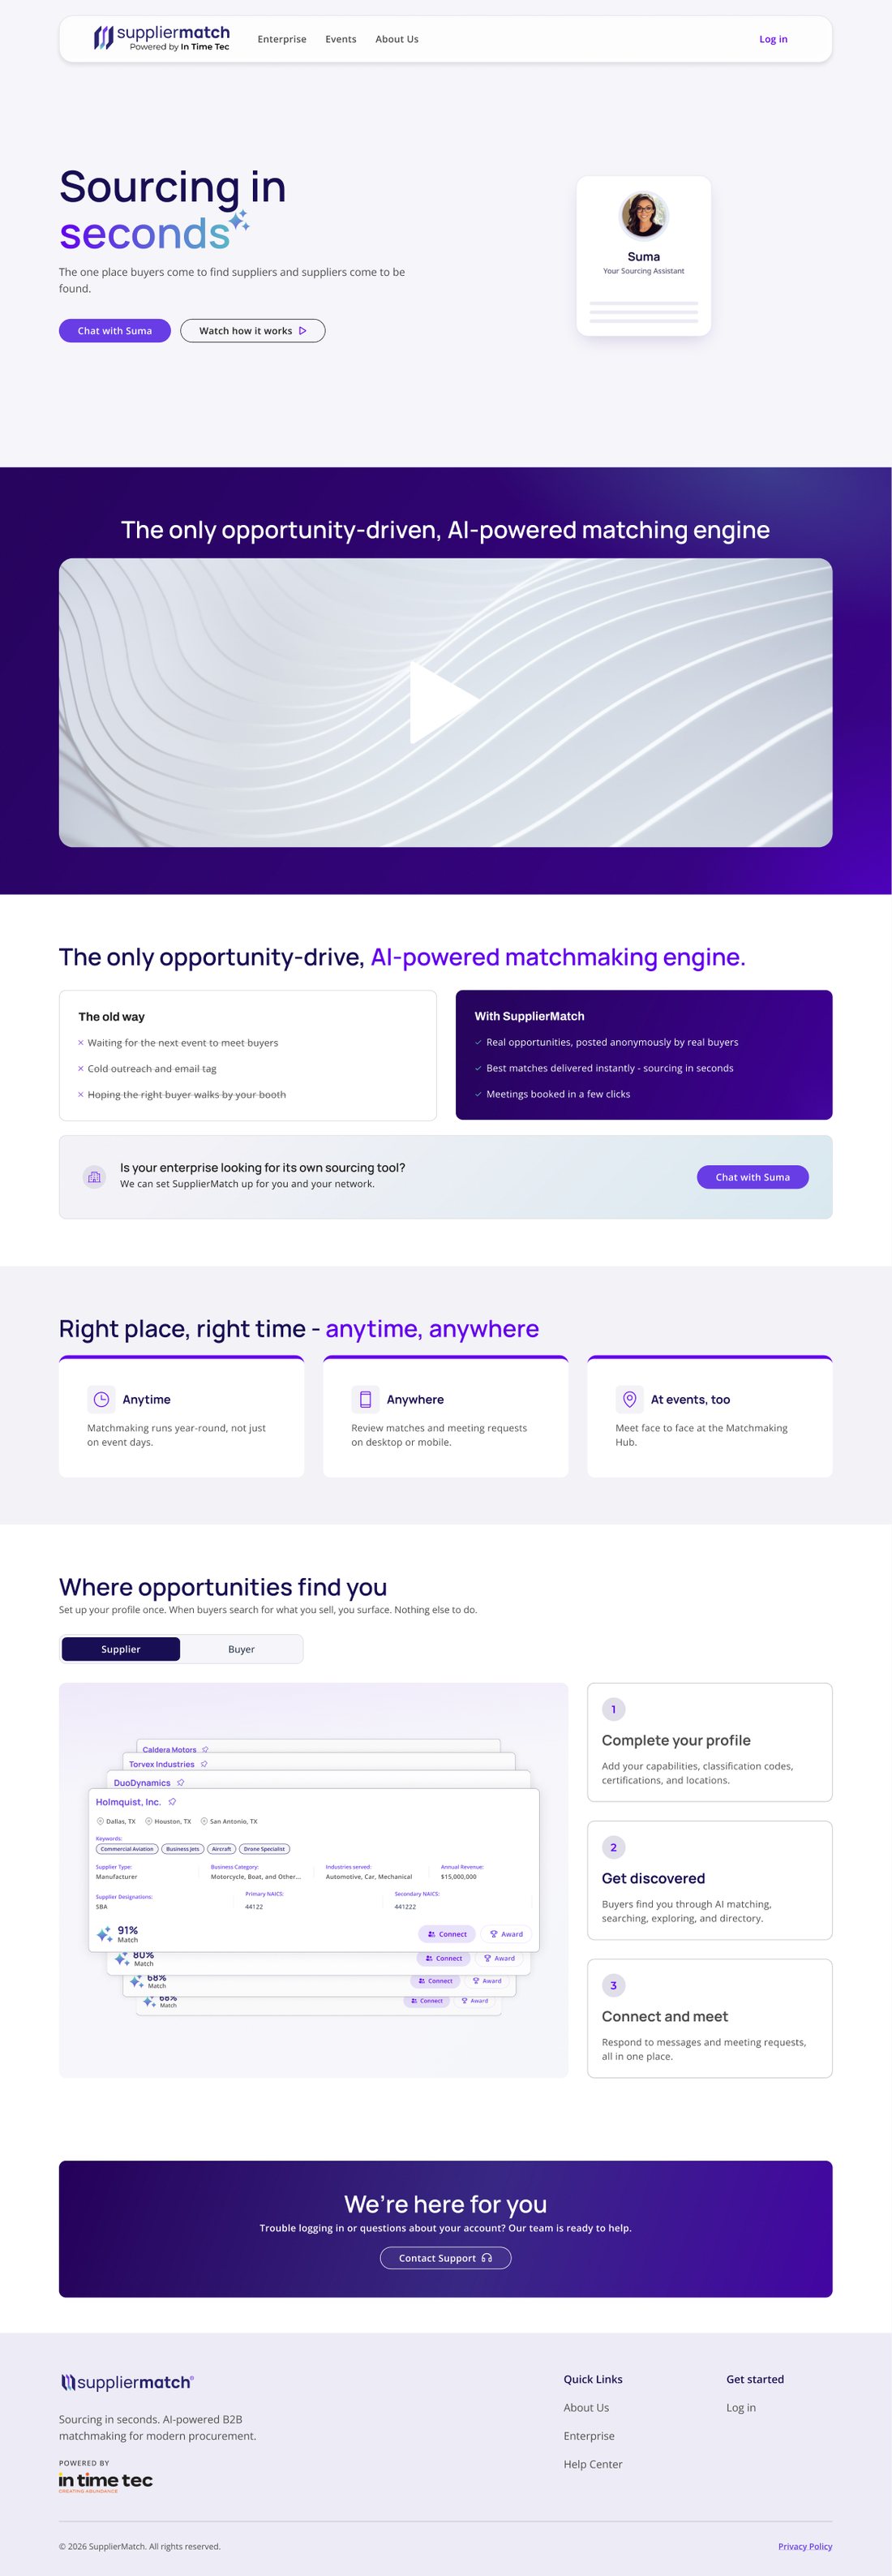 suppliermatch
Powered by In Time Tec
Enterprise
Events
About Us
Log in
Sourcing in
seconds
The one place buyers come to find suppliers and suppliers come to be
found.
Chat with Suma
Watch how it works
Suma
Your Sourcing Assistant
The only opportunity-driven, AI-powered matching engine
The only opportunity-drive, AI-powered matchmaking engine.
The old way
Waiting for the next event to meet buyers
Cold outreach and email tag
Hoping the right buyer walks by your booth
With SupplierMatch
Real opportunities, posted anonymously by real buyers
Best matches delivered instantly - sourcing in seconds
Meetings booked in a few clicks
Is your enterprise looking for its own sourcing tool?
We can set SupplierMatch up for you and your network.
Chat with Suma
Right place, right time - anytime, anywhere
Anytime
Matchmaking runs year-round, not just
on event days.
Anywhere
Review matches and meeting requests
on desktop or mobile.
At events, too
Meet face to face at the Matchmaking
Hub.
Where opportunities find you
Set up your profile once. When buyers search for what you sell, you surface. Nothing else to do.
Supplier
Buyer
Caldera Motors
Torvex Industries
DuoDynamics
Holmquist, Inc.
Dallas, TX
Houston, TX
San Antonio, TX
Keywords:
Commercial Aviation
Business Jets
Aircraft
Drone Specialist
Supplier Type:
Manufacturer
Business Category:
Motorcycle, Boat, and Other...
Industries served:
Automotive, Car, Mechanical
Annual Revenue:
$15,000,000
Supplier Designations:
SBA
Primary NAICS:
44122
Secondary NAICS:
441222
91%
Match
Connect
Award
80%
Match
Connect
Award
68%
Match
Connect
Award
68%
Match
Connect
Award
1
Complete your profile
Add your capabilities, classification codes,
certifications, and locations.
2
Get discovered
Buyers find you through AI matching,
searching, exploring, and directory.
3
Connect and meet
Respond to messages and meeting requests,
all in one place.
We're here for you
Trouble logging in or questions about your account? Our team is ready to help.
Contact Support
suppliermatch®
Sourcing in seconds. AI-powered B2B
matchmaking for modern procurement.
POWERED BY
in time tec
CREATING ABUNDANCE
Quick Links
About Us
Enterprise
Help Center
Get started
Log in
© 2026 SupplierMatch. All rights reserved.
Privacy Policy